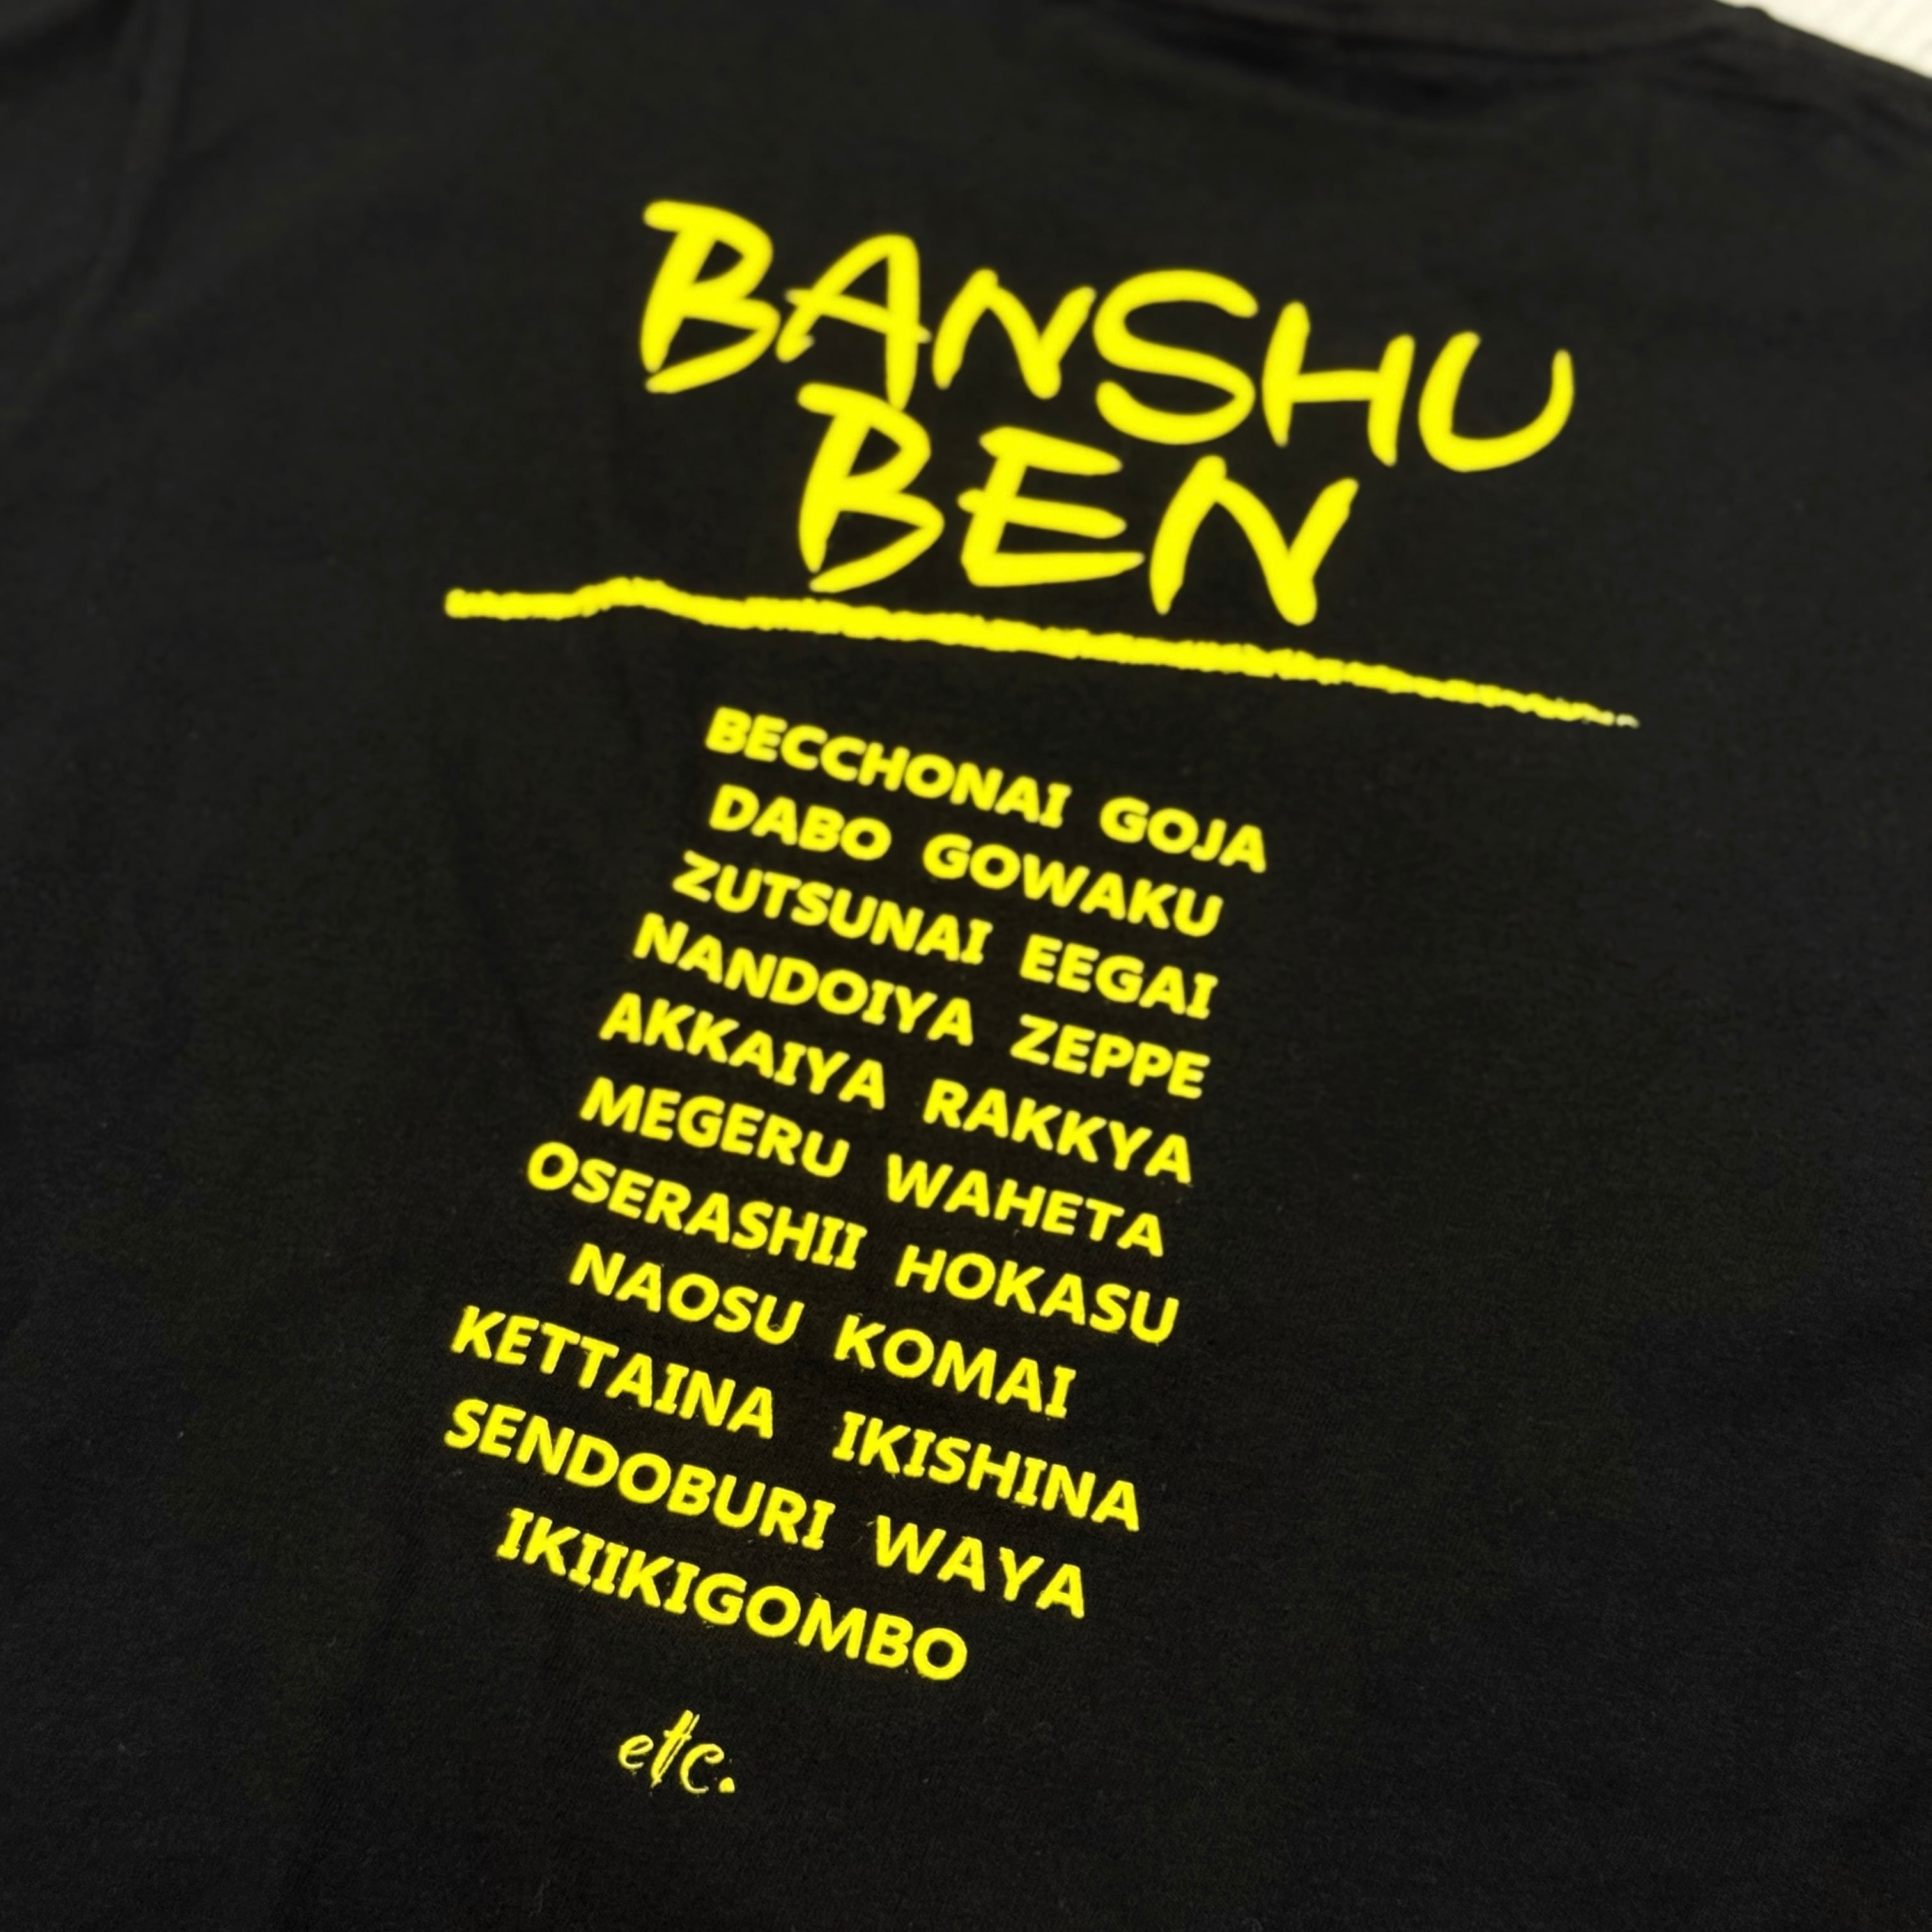 BANSHU
BEN
BECCHONAI GOJA
DABO GOWAKU
ZUTSUNAI EEGAI
NANDOIYA ZEPPE
AKKAIYA RAKKYA
MEGERU WAHETA
OSERASHII HOKASU
NAOSU KOMAI
KETTAINA IKISHINA
SENDOBURI WAYA
IKIIKIGOMBO
etc.